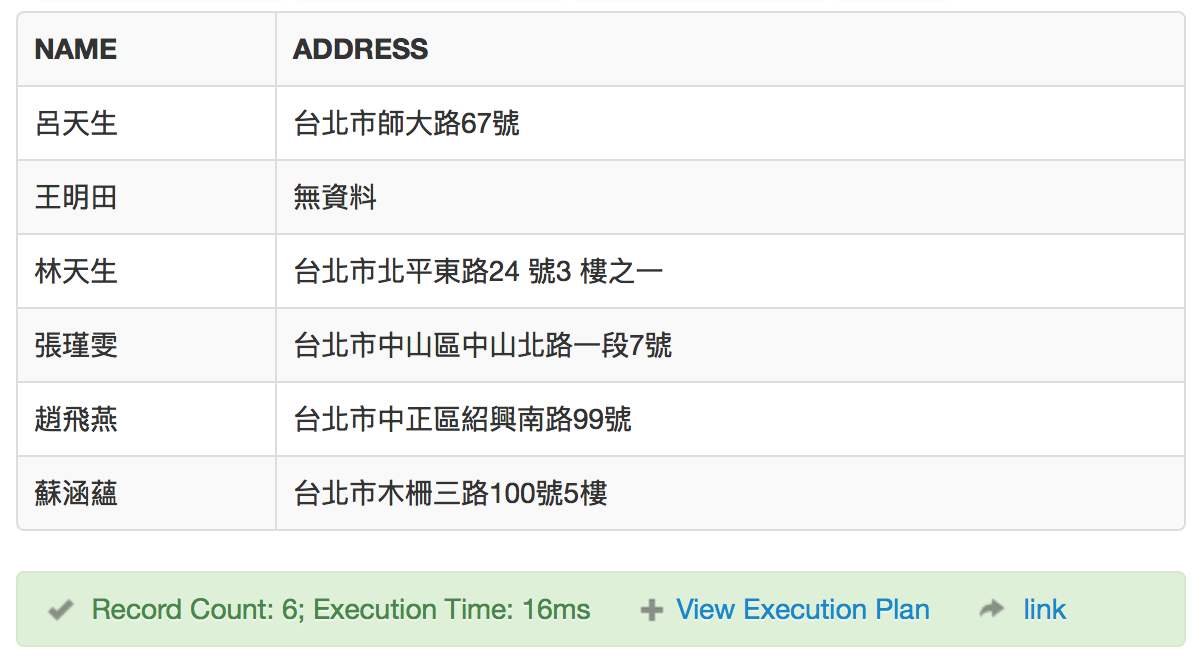 NAME ADDRESS
呂天生 台北市師大路67號
王明田 無資料
林天生 台北市北平東路24 號3 樓之一
張瑾雯 台北市中山區中山北路一段7號
趙飛燕 台北市中正區紹興南路99號
蘇涵蘊 台北市木柵三路100號5樓
Record Count: 6; Execution Time: 16ms View Execution Plan link